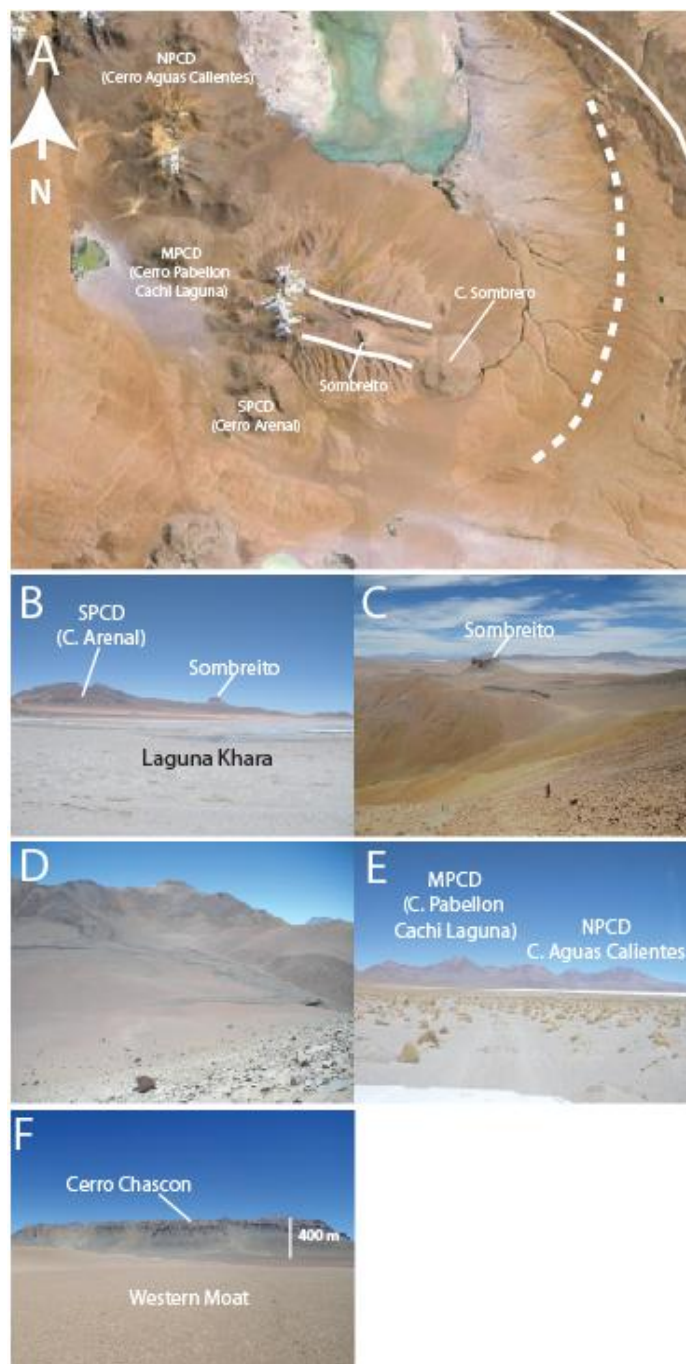 A
NPCD
(Cerro Aguas Calientes)
N
MPCD
(Cerro Pabellon
Cachi Laguna)
C. Sombrero
Sombreito
SPCD
(Cerro Arenal)
B
SPCD
(C. Arenal)
Sombreito
Laguna Khara
C
Sombreito
D
E
MPCD
(C. Pabellon
Cachi Laguna)
NPCD
C. Aguas Calientes
F
Cerro Chascon
400 m
Western Moat